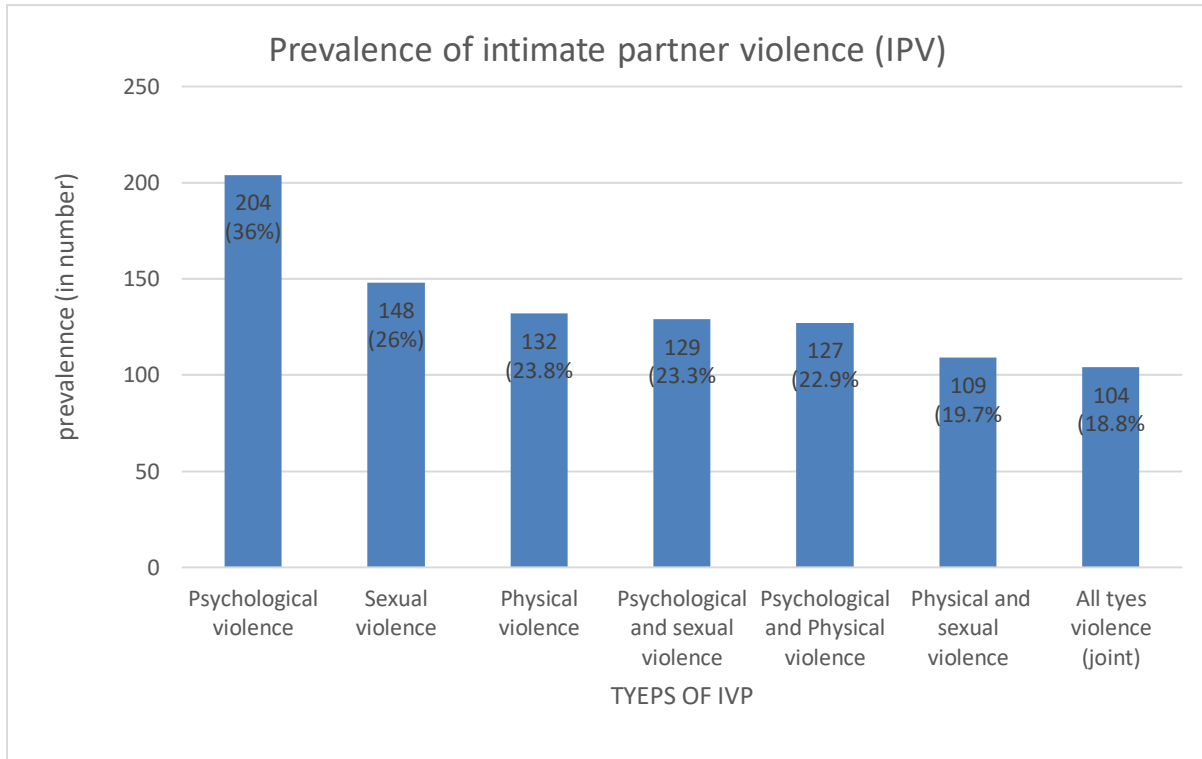 Prevalence of intimate partner violence (IPV)
250
200
150
100
50
0
prevalennce (in number)
204
(36%)
148
(26%)
132
(23.8%
129
(23.3%
127
(22.9%
109
(19.7%
104
(18.8%
Psychological
violence
Sexual
violence
Physical
violence
Psychological
and sexual
violence
Psychological
and Physical
violence
Physical and
sexual
violence
All tyes
violence
(joint)
TYEPS OF IVP